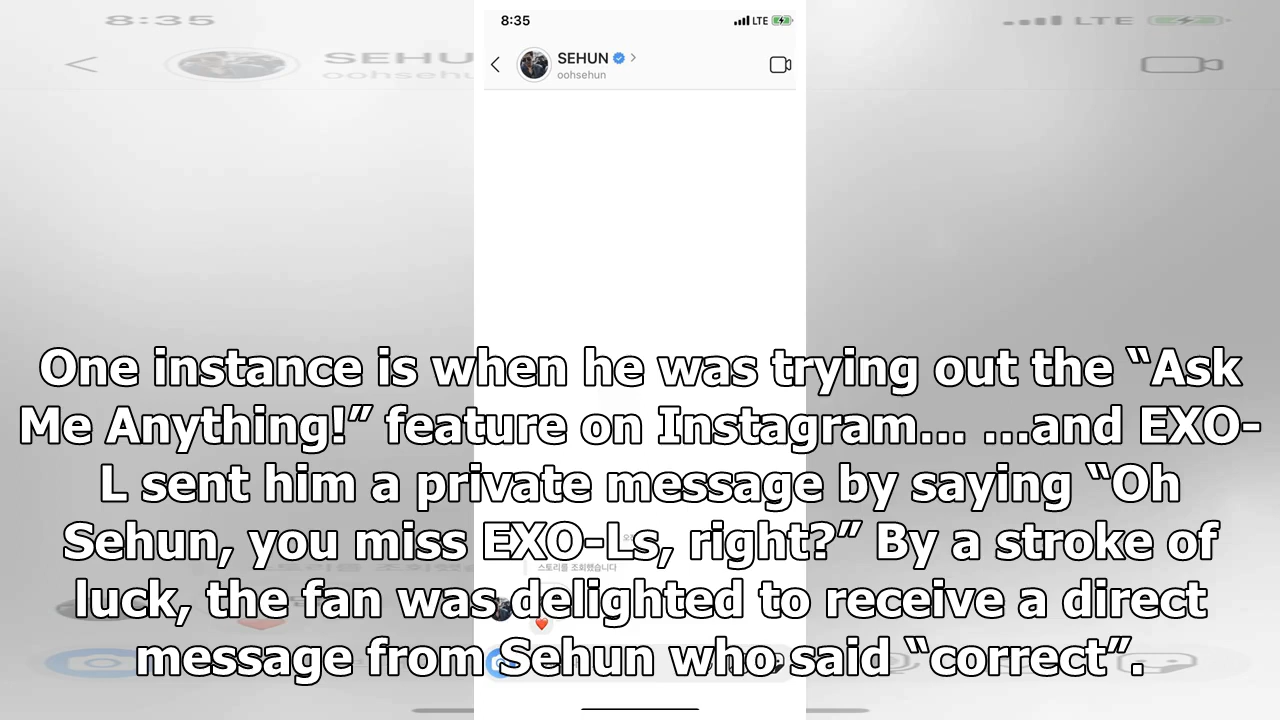 8:35
LTE
SEHUN
oohsehun
One instance is when he was trying out the “Ask
Me Anything!” feature on Instagram... ...and EXO-
L sent him a private message by saying “Oh
Sehun, you miss EXO-Ls, right?” By a stroke of
스토리를 조회했습니다
luck, the fan was delighted to receive a direct
message from Sehun who said “correct”.